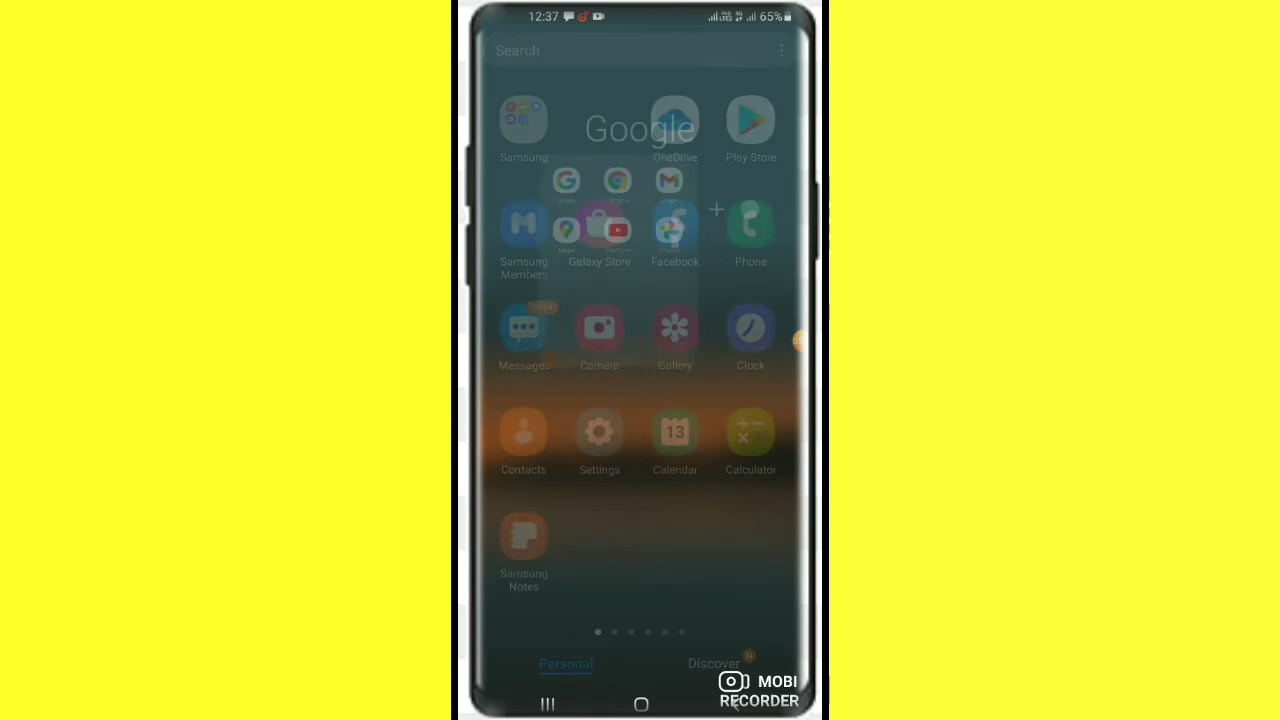 12:37
65%
Search
Google
Samsung
OneDrive
Play Store
Samsung
Members
Galaxy Store
Facebook
Phone
Messages
Camera
Gallery
Clock
13
Contacts
Settings
Calendar
Calculator
Samsung
Notes
Personal
Discover
N
MOBI
RECORDER